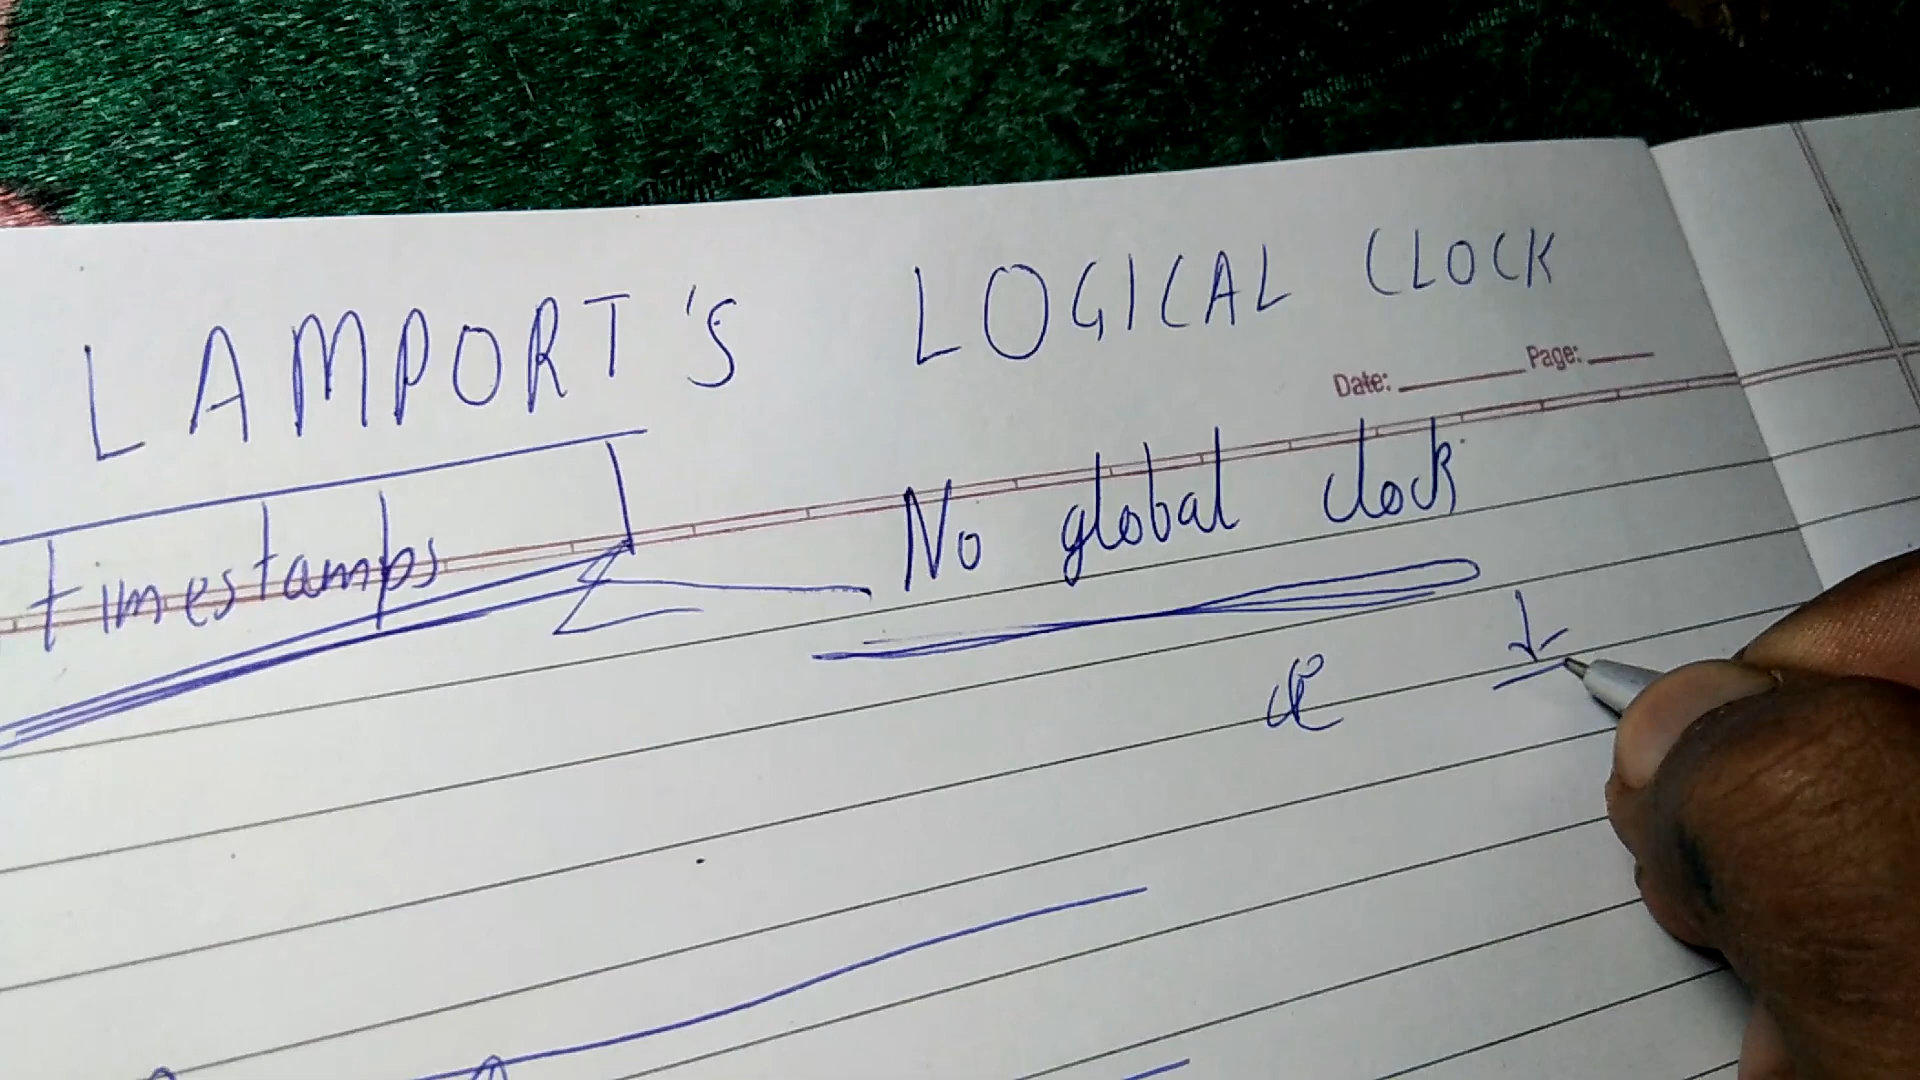 LAMPORT'S LOGICAL CLOCK
Date: Page:
timestamps No global clock